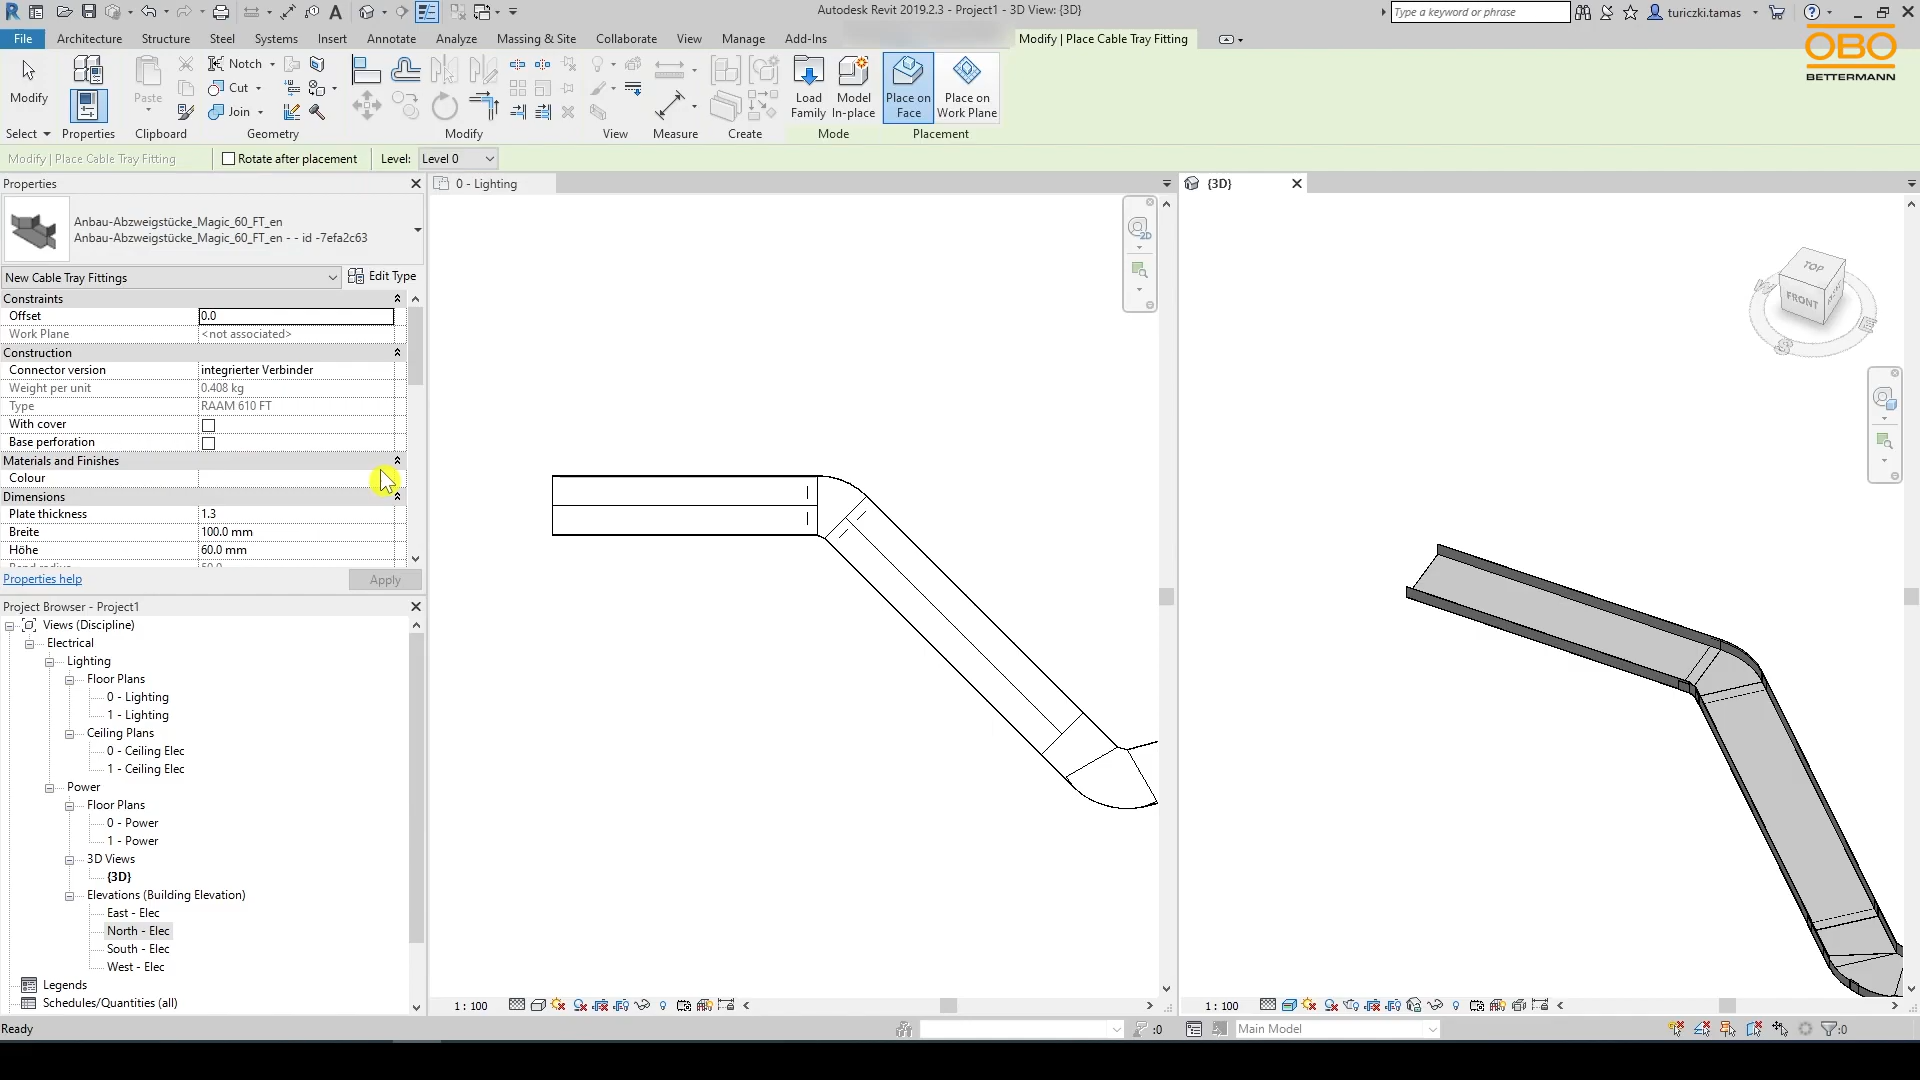 Autodesk Revit 2019.2.3 - Project1 - 3D View: {3D}
Type a keyword or phrase
turiczki.tamas
File
Architecture
Structure
Steel
Systems
Insert
Annotate
Analyze
Massing & Site
Collaborate
View
Manage
Add-Ins
Modify | Place Cable Tray Fitting
OBO
BETTERMANN
Modify
Paste
Notch
Cut
Join
Load Family
Model In-place
Place on Face
Place on Work Plane
Select
Properties
Clipboard
Geometry
Modify
View
Measure
Create
Mode
Placement
Modify | Place Cable Tray Fitting
Rotate after placement
Level:
Level 0
Properties
0 - Lighting
{3D}
Anbau-Abzweigstücke_Magic_60_FT_en
Anbau-Abzweigstücke_Magic_60_FT_en - - id -7efa2c63
New Cable Tray Fittings
Edit Type
Constraints
Offset 0.0
Work Plane <not associated>
Construction
Connector version integrierter Verbinder
Weight per unit 0.408 kg
Type RAAM 610 FT
With cover
Base perforation
Materials and Finishes
Colour
Dimensions
Plate thickness 1.3
Breite 100.0 mm
Höhe 60.0 mm
Properties help
Apply
2D
TOP
FRONT
W
S
E
Project Browser - Project1
Views (Discipline)
Electrical
Lighting
Floor Plans
0 - Lighting
1 - Lighting
Ceiling Plans
0 - Ceiling Elec
1 - Ceiling Elec
Power
Floor Plans
0 - Power
1 - Power
3D Views
{3D}
Elevations (Building Elevation)
East - Elec
North - Elec
South - Elec
West - Elec
Legends
Schedules/Quantities (all)
1 : 100
1 : 100
Ready
:0
Main Model
:0